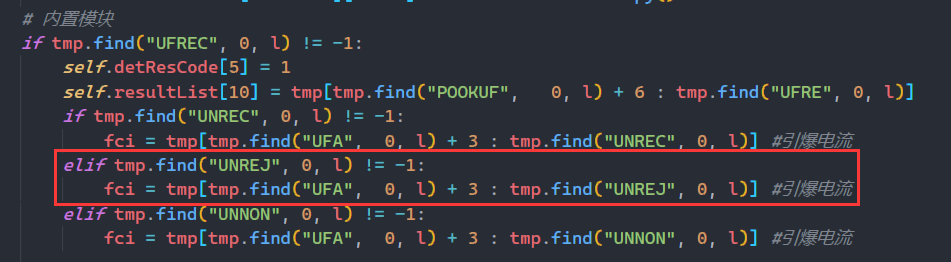 # 内置模块
if tmp.find("UFREC", 0, l) != -1:
self.detResCode[5] = 1
self.resultList[10] = tmp[tmp.find("POOKUF", 0, l) + 6 : tmp.find("UFRE", 0, l)]
if tmp.find("UNREC", 0, l) != -1:
fci = tmp[tmp.find("UFA", 0, l) + 3 : tmp.find("UNREC", 0, l)] #引爆电流
elif tmp.find("UNREJ", 0, l) != -1:
fci = tmp[tmp.find("UFA", 0, l) + 3 : tmp.find("UNREJ", 0, l)] #引爆电流
elif tmp.find("UNNON", 0, l) != -1:
fci = tmp[tmp.find("UFA", 0, l) + 3 : tmp.find("UNNON", 0, l)] #引爆电流